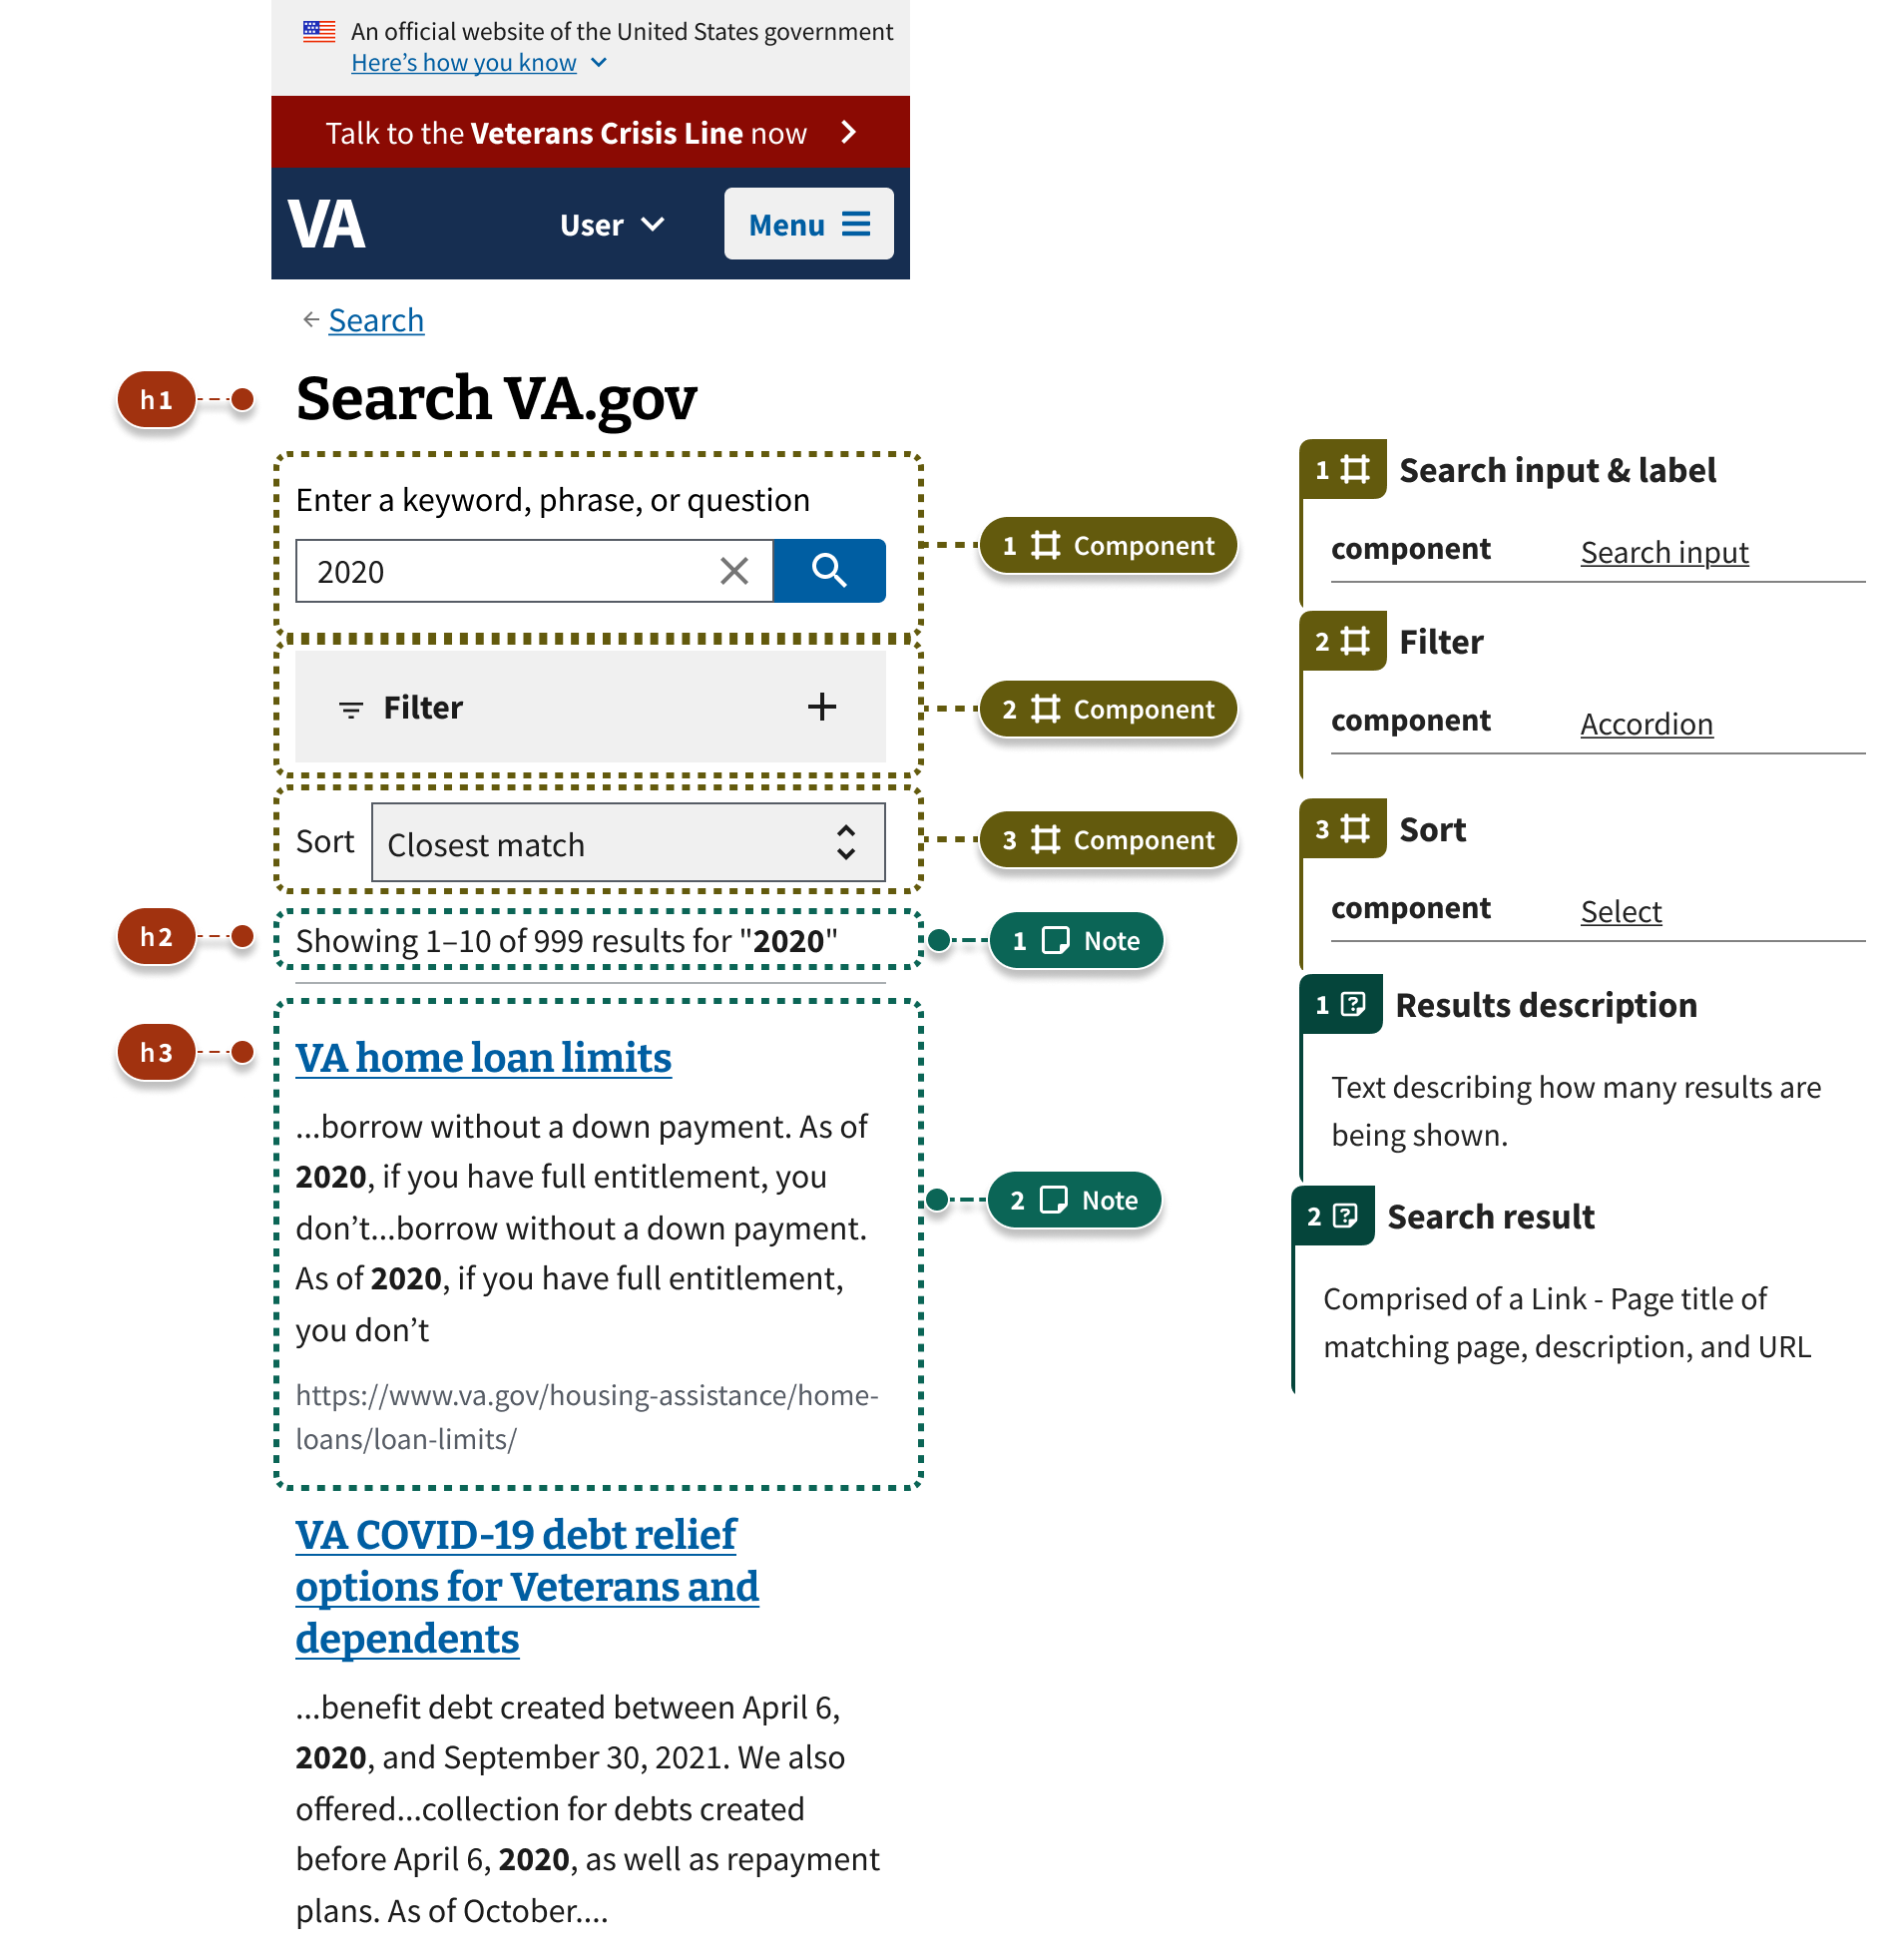 An official website of the United States government
Here’s how you know
Talk to the Veterans Crisis Line now
VA
User
Menu
Search
h1
Search VA.gov
Enter a keyword, phrase, or question
2020
1 Component
Filter
2 Component
Sort
Closest match
3 Component
h2
Showing 1–10 of 999 results for "2020"
1 Note
h3
VA home loan limits
...borrow without a down payment. As of
2020, if you have full entitlement, you
don’t...borrow without a down payment.
As of 2020, if you have full entitlement,
you don’t
https://www.va.gov/housing-assistance/home-
loans/loan-limits/
2 Note
VA COVID-19 debt relief
options for Veterans and
dependents
...benefit debt created between April 6,
2020, and September 30, 2021. We also
offered...collection for debts created
before April 6, 2020, as well as repayment
plans. As of October....
1 Search input & label
component Search input
2 Filter
component Accordion
3 Sort
component Select
1 Results description
Text describing how many results are
being shown.
2 Search result
Comprised of a Link - Page title of
matching page, description, and URL